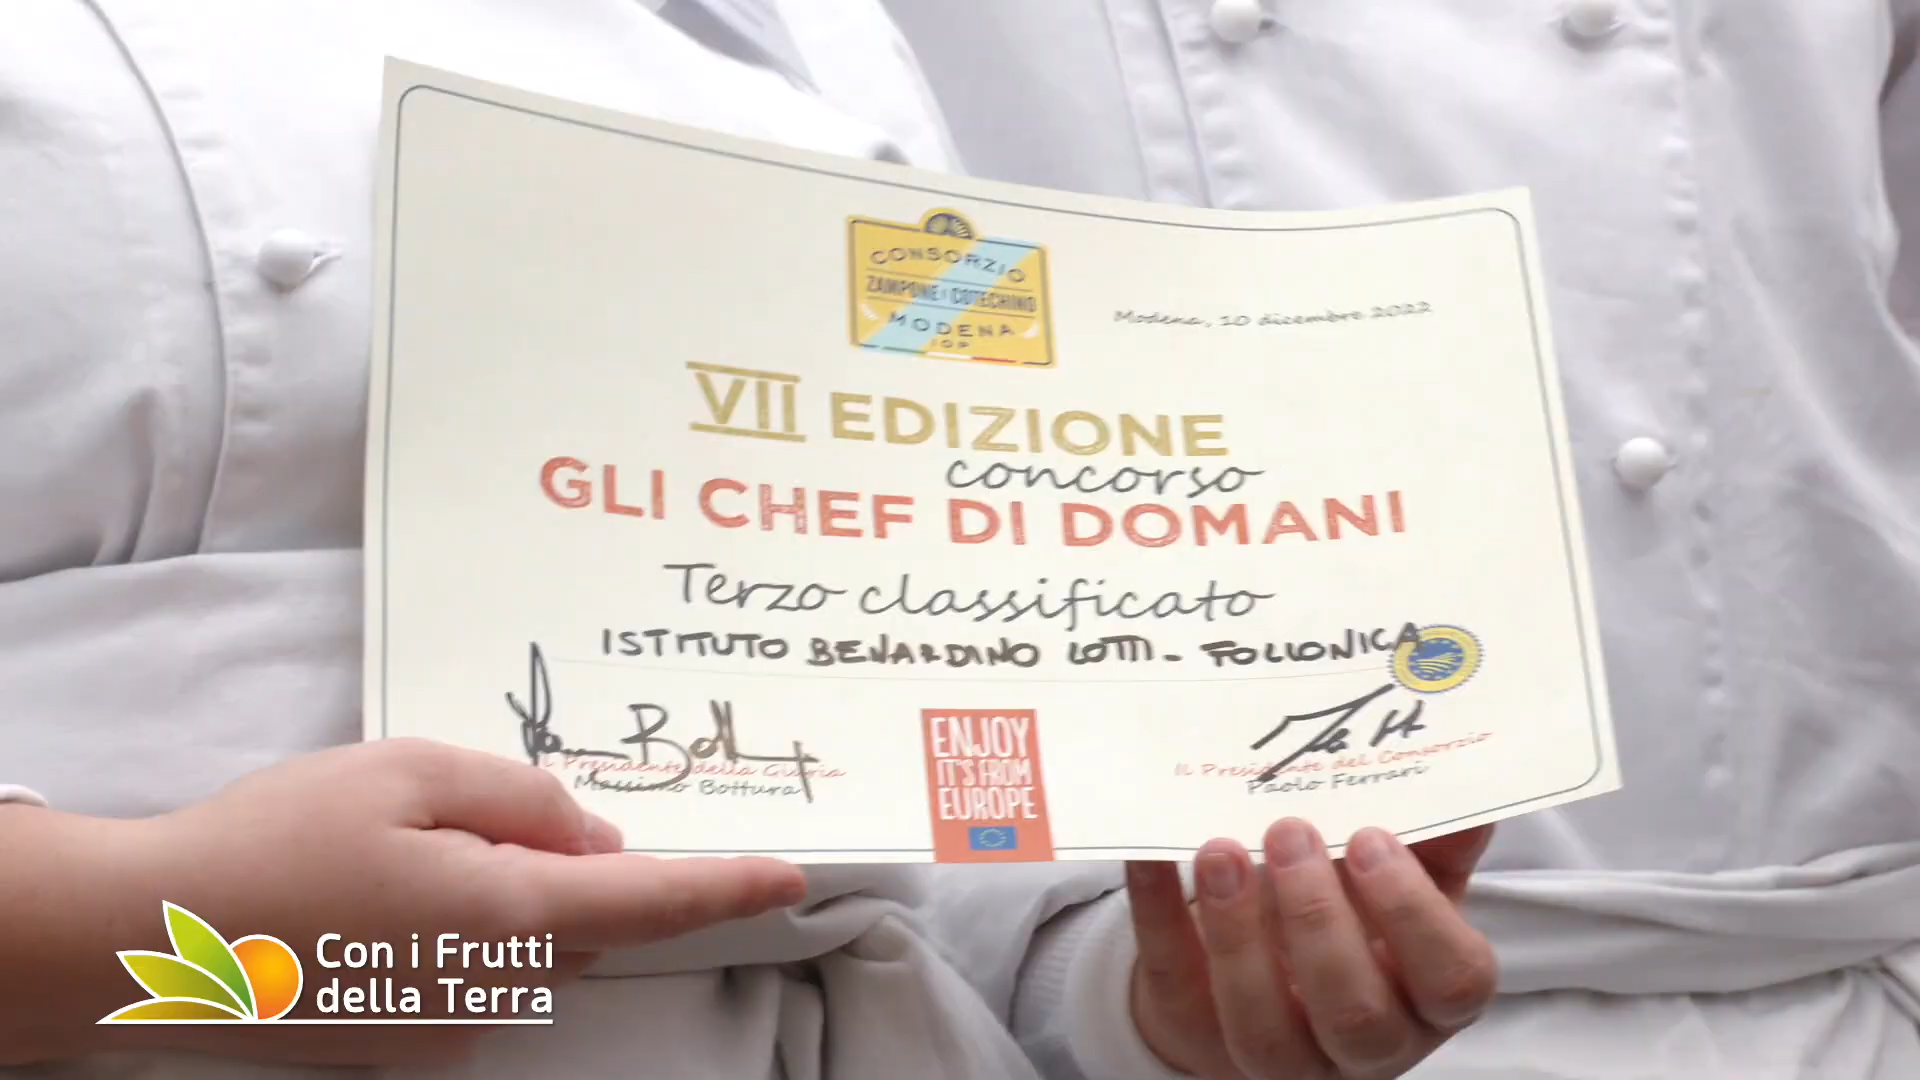 CONSORZIO
ZAMPONE E COTECHINO
MODENA
IGP
Modena, 10 dicembre 2022
VII EDIZIONE
concorso
GLI CHEF DI DOMANI
Terzo classificato
ISTITUTO BENARDINO LOTTI - FOLLONICA
Il Presidente della Giuria
Massimo Bottura
ENJOY
IT'S FROM
EUROPE
Il Presidente del Consorzio
Paolo Ferrari
Con i Frutti
della Terra